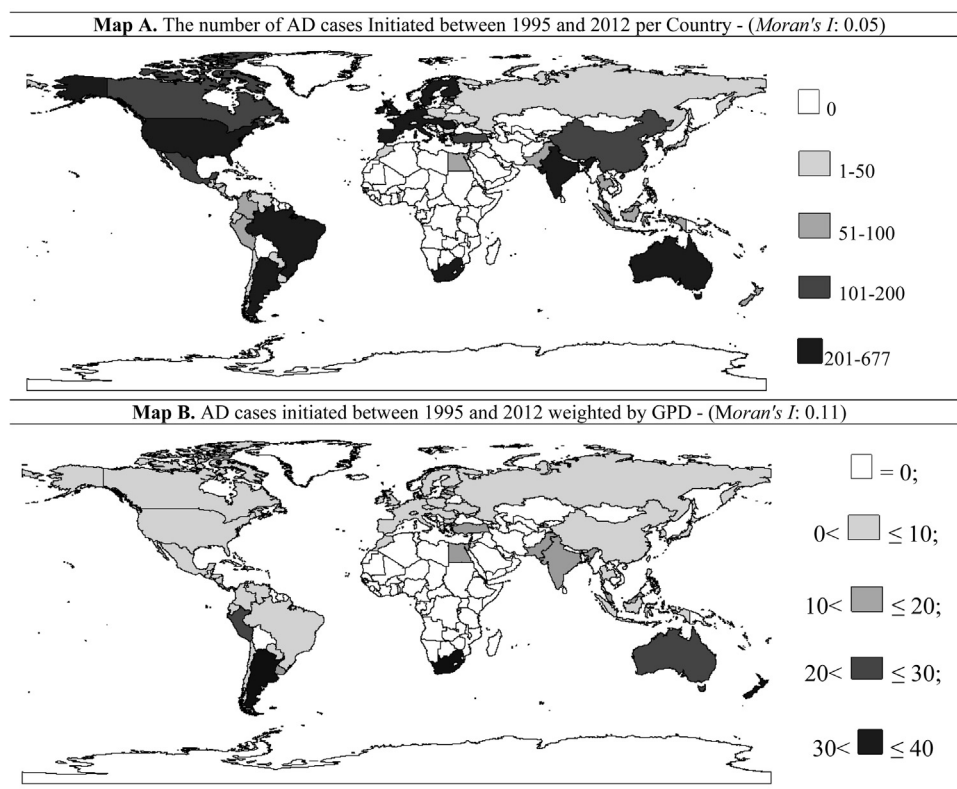 Map A. The number of AD cases Initiated between 1995 and 2012 per Country - (Moran's I: 0.05)
0
1-50
51-100
101-200
201-677
Map B. AD cases initiated between 1995 and 2012 weighted by GPD - (Moran's I: 0.11)
= 0;
0< ≤ 10;
10< ≤ 20;
20< ≤ 30;
30< ≤ 40